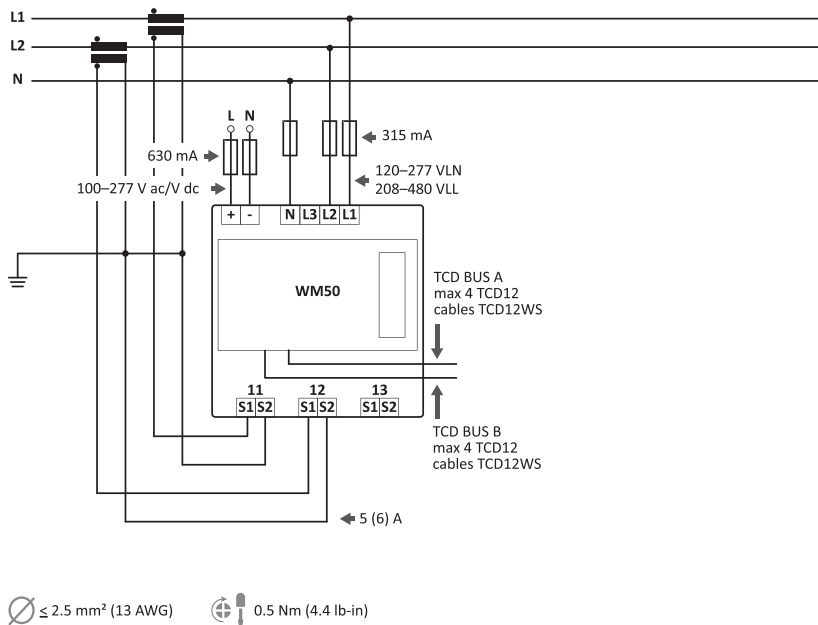 L1
L2
N
L N
630 mA
315 mA
100–277 V ac/V dc
120–277 VLN
208–480 VLL
+ - N L3 L2 L1
WM50
TCD BUS A
max 4 TCD12
cables TCD12WS
11 12 13
S1 S2 S1 S2 S1 S2
TCD BUS B
max 4 TCD12
cables TCD12WS
5 (6) A
≤ 2.5 mm² (13 AWG)
0.5 Nm (4.4 lb-in)